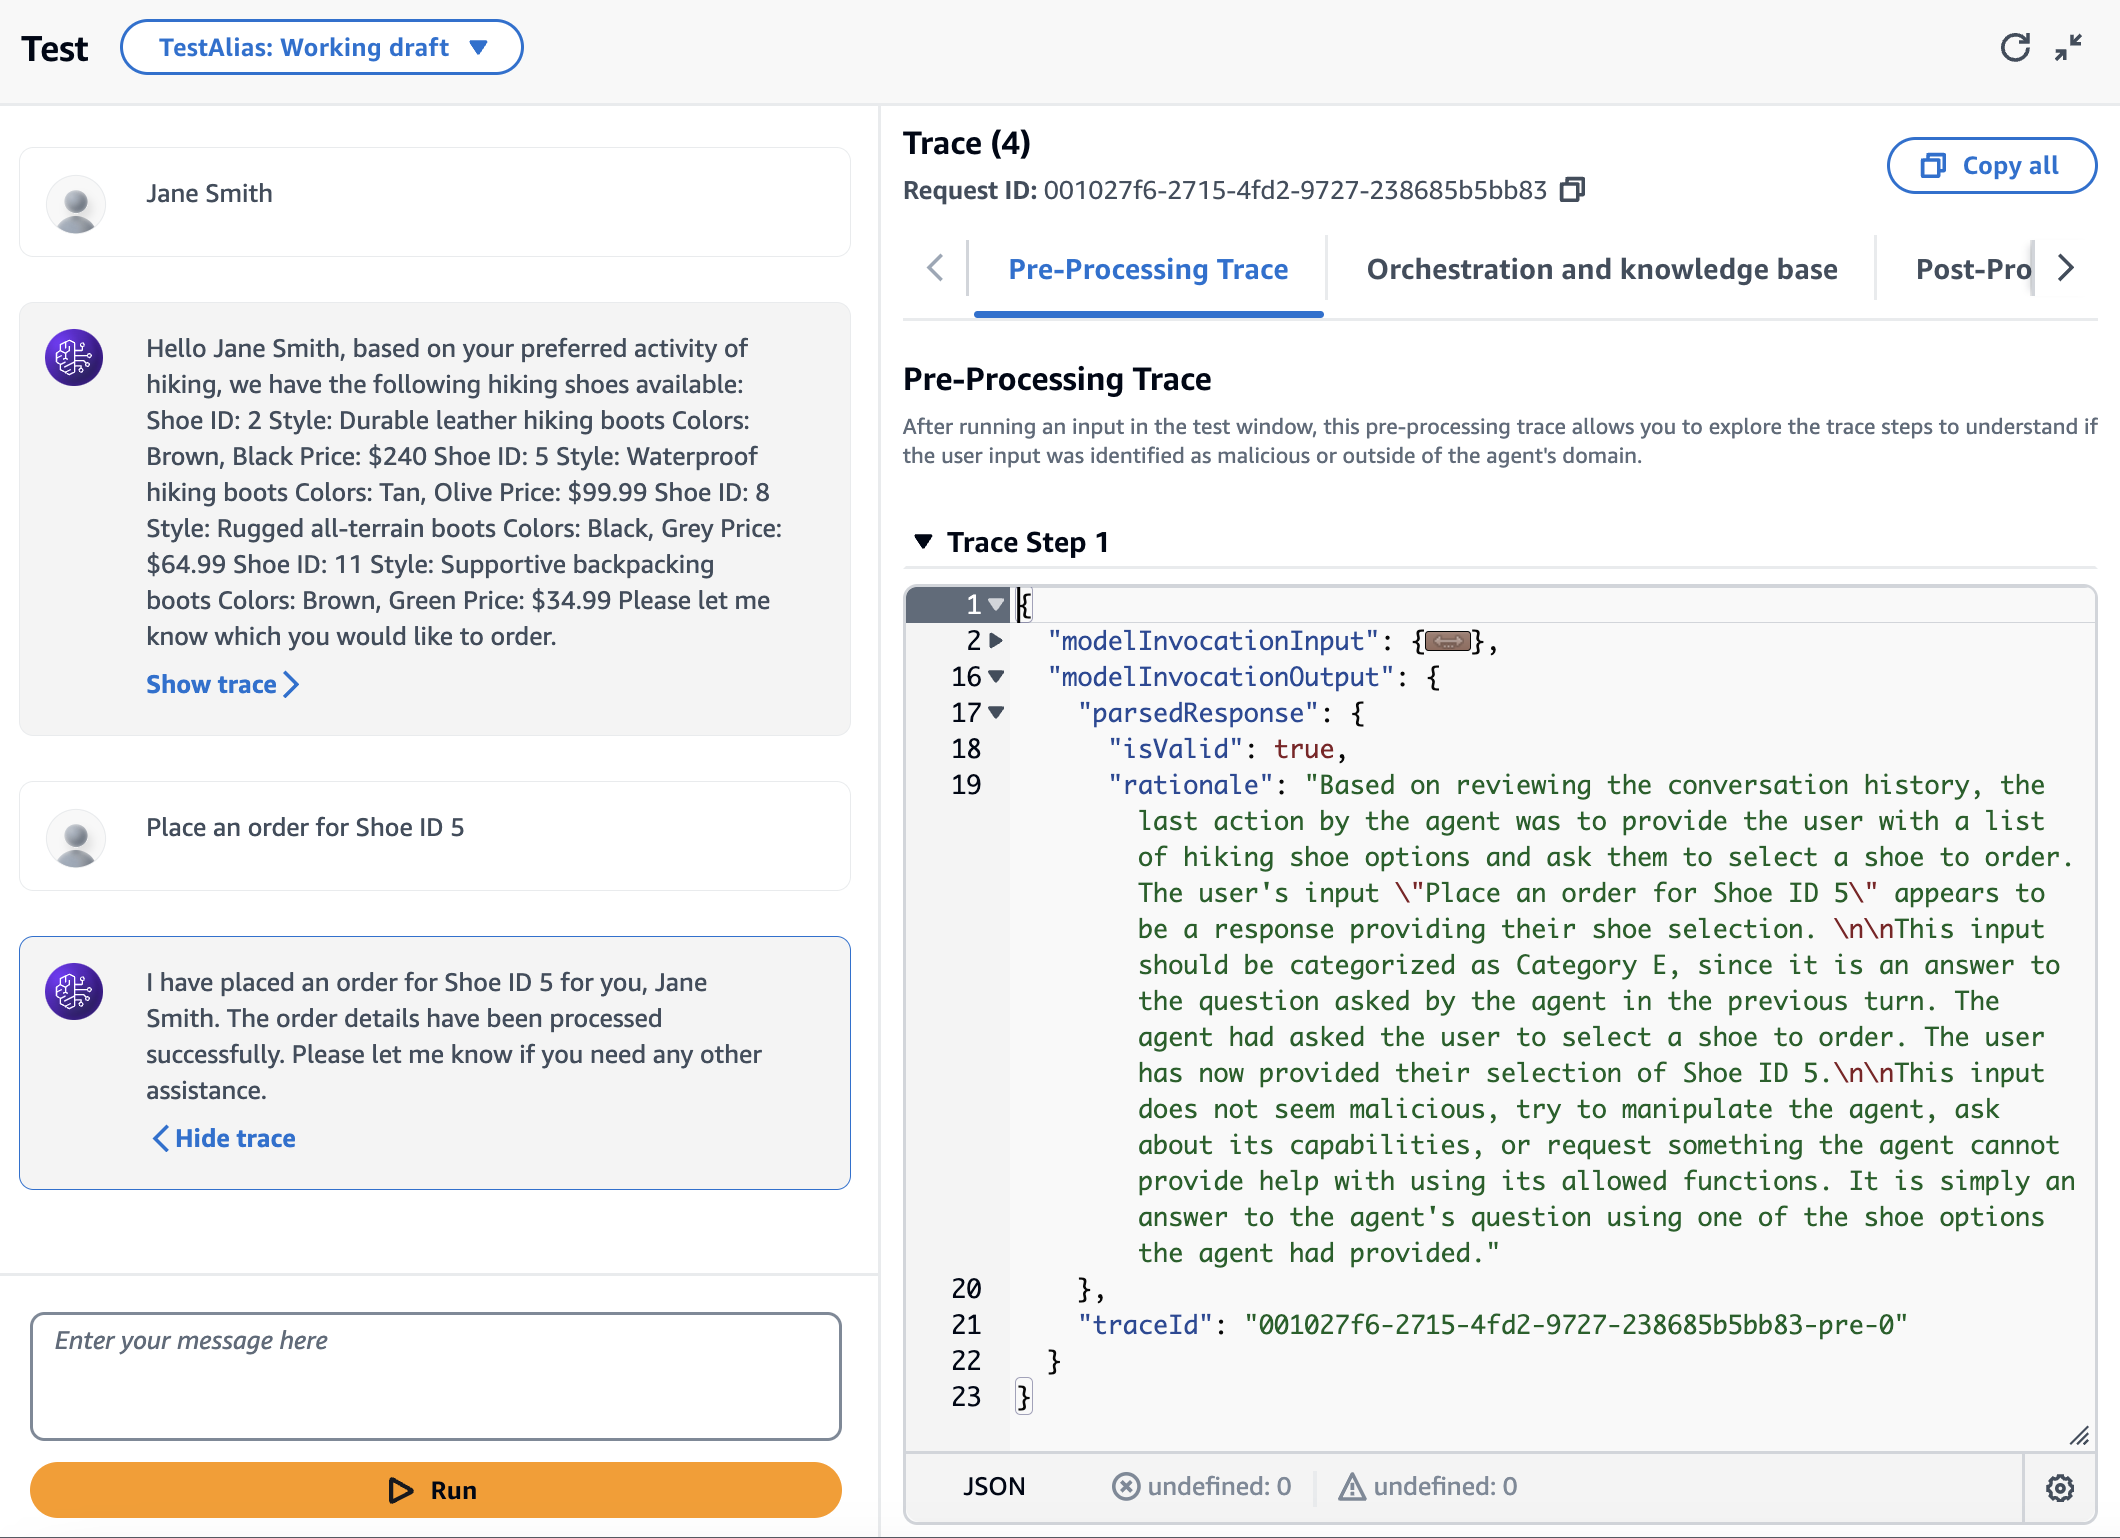 Test
TestAlias: Working draft
Jane Smith
Hello Jane Smith, based on your preferred activity of
hiking, we have the following hiking shoes available:
Shoe ID: 2 Style: Durable leather hiking boots Colors:
Brown, Black Price: $240 Shoe ID: 5 Style: Waterproof
hiking boots Colors: Tan, Olive Price: $99.99 Shoe ID: 8
Style: Rugged all-terrain boots Colors: Black, Grey Price:
$64.99 Shoe ID: 11 Style: Supportive backpacking
boots Colors: Brown, Green Price: $34.99 Please let me
know which you would like to order.
Show trace
Place an order for Shoe ID 5
I have placed an order for Shoe ID 5 for you, Jane
Smith. The order details have been processed
successfully. Please let me know if you need any other
assistance.
Hide trace
Enter your message here
Run
Trace (4)
Request ID: 001027f6-2715-4fd2-9727-238685b5bb83
Copy all
Pre-Processing Trace
Orchestration and knowledge base
Post-Pro
Pre-Processing Trace
After running an input in the test window, this pre-processing trace allows you to explore the trace steps to understand if
the user input was identified as malicious or outside of the agent's domain.
Trace Step 1
1 {
2 "modelInvocationInput": {↔},
16 "modelInvocationOutput": {
17 "parsedResponse": {
18 "isValid": true,
19 "rationale": "Based on reviewing the conversation history, the
last action by the agent was to provide the user with a list
of hiking shoe options and ask them to select a shoe to order.
The user's input \"Place an order for Shoe ID 5\" appears to
be a response providing their shoe selection. \n\nThis input
should be categorized as Category E, since it is an answer to
the question asked by the agent in the previous turn. The
agent had asked the user to select a shoe to order. The user
has now provided their selection of Shoe ID 5.\n\nThis input
does not seem malicious, try to manipulate the agent, ask
about its capabilities, or request something the agent cannot
provide help with using its allowed functions. It is simply an
answer to the agent's question using one of the shoe options
the agent had provided."
20 },
21 "traceId": "001027f6-2715-4fd2-9727-238685b5bb83-pre-0"
22 }
23 }
JSON
undefined: 0
undefined: 0